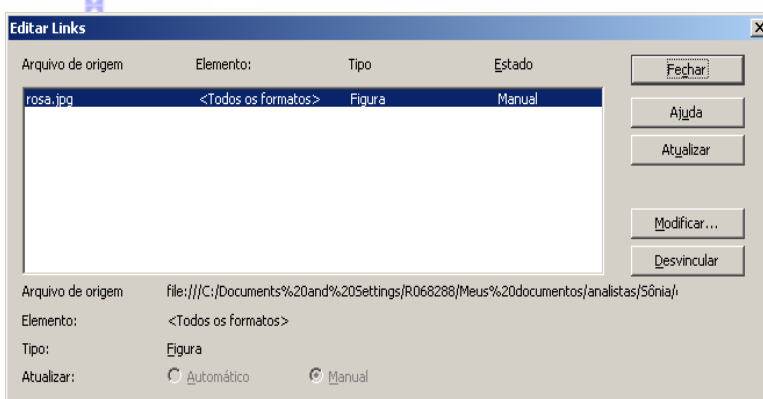 Editar Links
Arquivo de origem Elemento: Tipo Estado
rosa.jpg <Todos os formatos> Figura Manual
Fechar
Ajuda
Atualizar
Modificar...
Desvincular
Arquivo de origem file:///C:/Documents%20and%20Settings/R068288/Meus%20documentos/analistas/Sônia/
Elemento: <Todos os formatos>
Tipo: Figura
Atualizar: Automático Manual